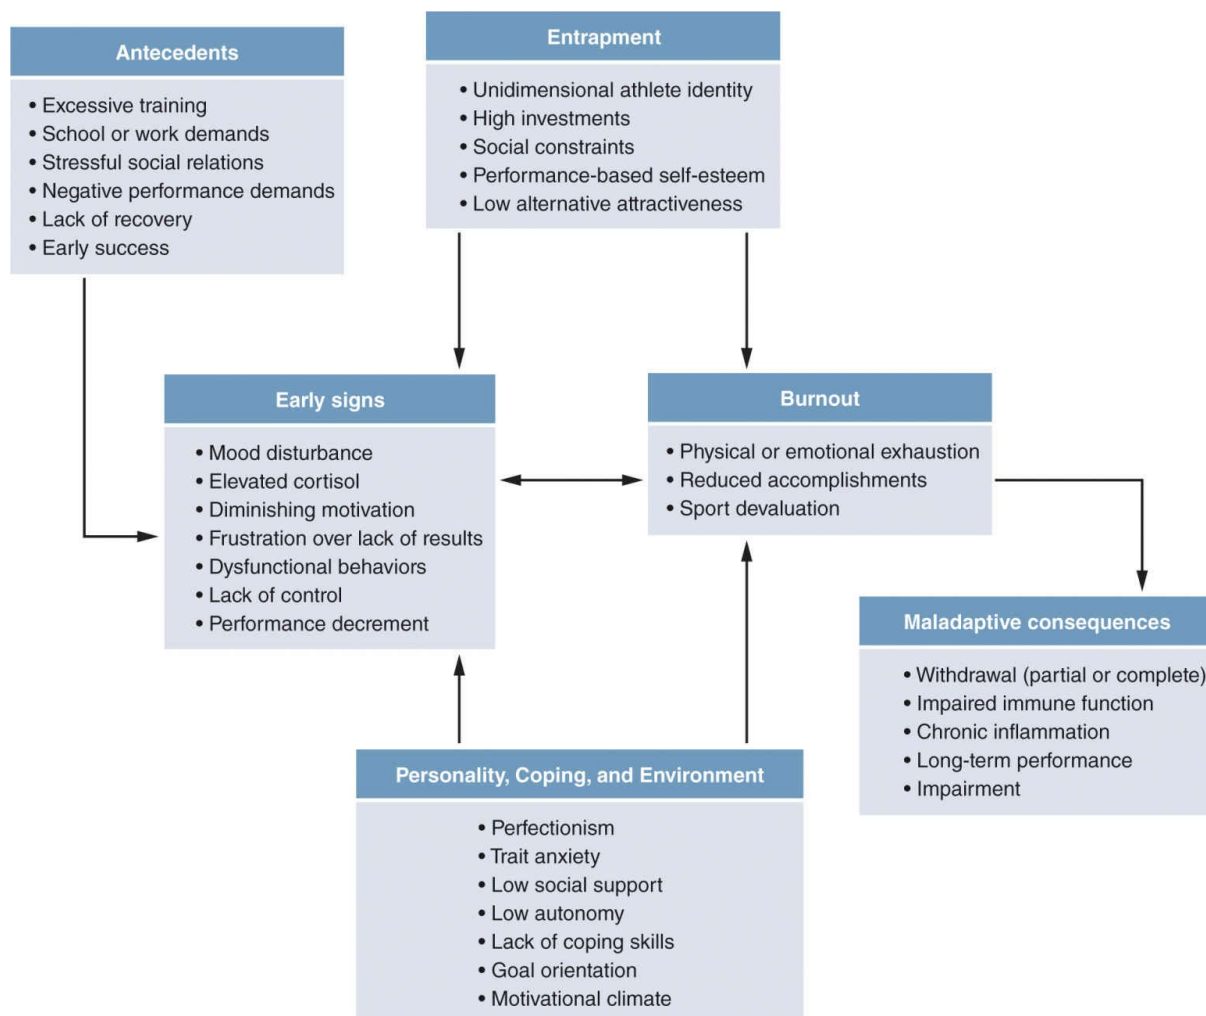 Antecedents
• Excessive training
• School or work demands
• Stressful social relations
• Negative performance demands
• Lack of recovery
• Early success
Entrapment
• Unidimensional athlete identity
• High investments
• Social constraints
• Performance-based self-esteem
• Low alternative attractiveness
Early signs
• Mood disturbance
• Elevated cortisol
• Diminishing motivation
• Frustration over lack of results
• Dysfunctional behaviors
• Lack of control
• Performance decrement
Burnout
• Physical or emotional exhaustion
• Reduced accomplishments
• Sport devaluation
Maladaptive consequences
• Withdrawal (partial or complete)
• Impaired immune function
• Chronic inflammation
• Long-term performance
• Impairment
Personality, Coping, and Environment
• Perfectionism
• Trait anxiety
• Low social support
• Low autonomy
• Lack of coping skills
• Goal orientation
• Motivational climate